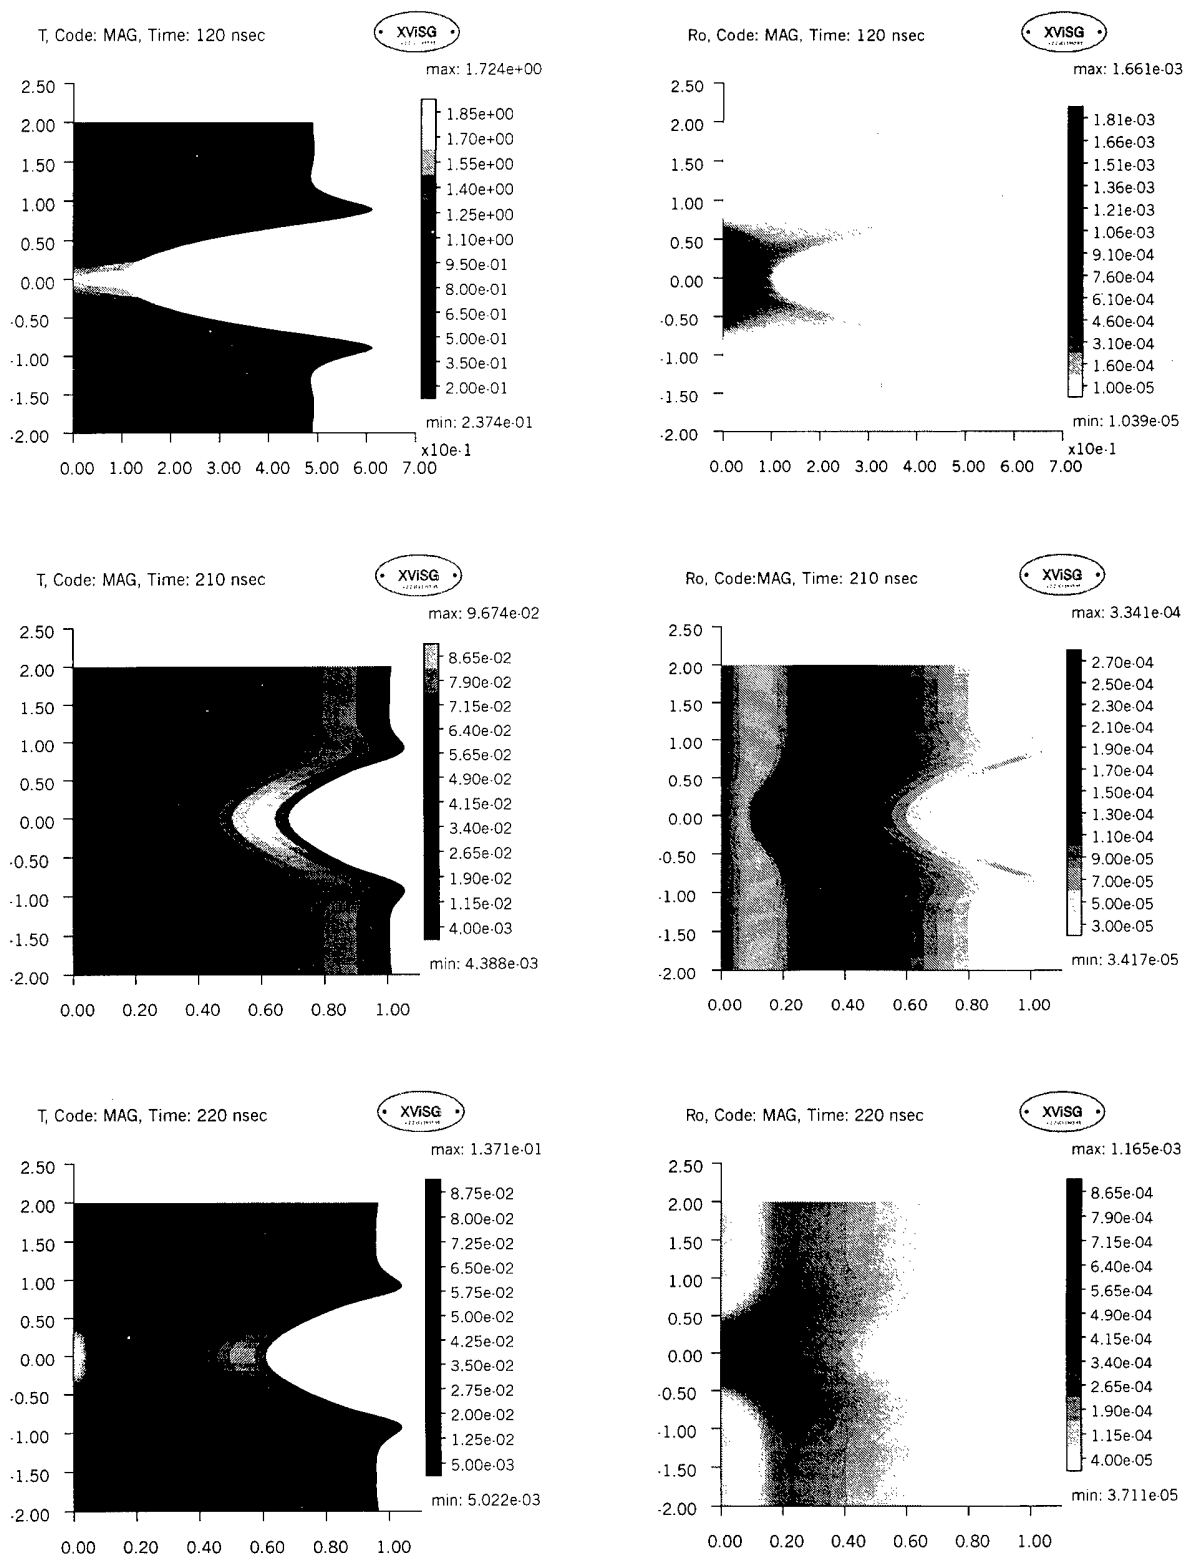 T, Code: MAG, Time: 120 nsec
XViSG
max: 1.724e+00
2.50
2.00
1.50
1.00
0.50
0.00
-0.50
-1.00
-1.50
-2.00
1.85e+00
1.70e+00
1.55e+00
1.40e+00
1.25e+00
1.10e+00
9.50e-01
8.00e-01
6.50e-01
5.00e-01
3.50e-01
2.00e-01
min: 2.374e-01
x10e-1
0.00 1.00 2.00 3.00 4.00 5.00 6.00 7.00
Ro, Code: MAG, Time: 120 nsec
XViSG
max: 1.661e-03
2.50
2.00
1.50
1.00
0.50
0.00
-0.50
-1.00
-1.50
-2.00
1.81e-03
1.66e-03
1.51e-03
1.36e-03
1.21e-03
1.06e-03
9.10e-04
7.60e-04
6.10e-04
4.60e-04
3.10e-04
1.60e-04
1.00e-05
min: 1.039e-05
x10e-1
0.00 1.00 2.00 3.00 4.00 5.00 6.00 7.00
T, Code: MAG, Time: 210 nsec
XViSG
max: 9.674e-02
2.50
2.00
1.50
1.00
0.50
0.00
-0.50
-1.00
-1.50
-2.00
8.65e-02
7.90e-02
7.15e-02
6.40e-02
5.65e-02
4.90e-02
4.15e-02
3.40e-02
2.65e-02
1.90e-02
1.15e-02
4.00e-03
min: 4.388e-03
0.00 0.20 0.40 0.60 0.80 1.00
Ro, Code:MAG, Time: 210 nsec
XViSG
max: 3.341e-04
2.50
2.00
1.50
1.00
0.50
0.00
-0.50
-1.00
-1.50
-2.00
2.70e-04
2.50e-04
2.30e-04
2.10e-04
1.90e-04
1.70e-04
1.50e-04
1.30e-04
1.10e-04
9.00e-05
7.00e-05
5.00e-05
3.00e-05
min: 3.417e-05
0.00 0.20 0.40 0.60 0.80 1.00
T, Code: MAG, Time: 220 nsec
XViSG
max: 1.371e-01
2.50
2.00
1.50
1.00
0.50
0.00
-0.50
-1.00
-1.50
-2.00
8.75e-02
8.00e-02
7.25e-02
6.50e-02
5.75e-02
5.00e-02
4.25e-02
3.50e-02
2.75e-02
2.00e-02
1.25e-02
5.00e-03
min: 5.022e-03
0.00 0.20 0.40 0.60 0.80 1.00
Ro, Code: MAG, Time: 220 nsec
XViSG
max: 1.165e-03
2.50
2.00
1.50
1.00
0.50
0.00
-0.50
-1.00
-1.50
-2.00
8.65e-04
7.90e-04
7.15e-04
6.40e-04
5.65e-04
4.90e-04
4.15e-04
3.40e-04
2.65e-04
1.90e-04
1.15e-04
4.00e-05
min: 3.711e-05
0.00 0.20 0.40 0.60 0.80 1.00